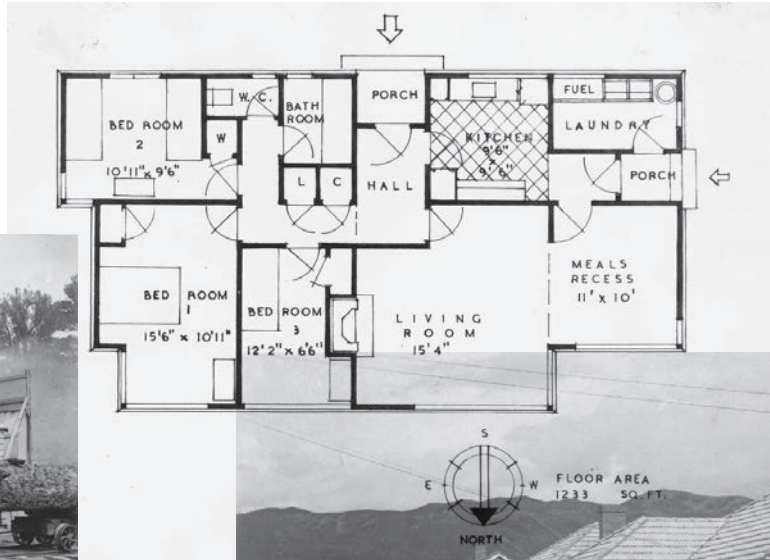 BED ROOM
2
10'11" x 9'6"
W. C.
W
BATH
ROOM
L
C
PORCH
HALL
KITCHEN
9'6"
x
9'6"
FUEL
LAUNDRY
PORCH
BED ROOM
1
15'6" x 10'11"
BED ROOM
3
12'2" x 6'6"
LIVING
ROOM
15'4"
MEALS
RECESS
11' x 10'
S
E
W
NORTH
FLOOR AREA
1233 SQ. FT.